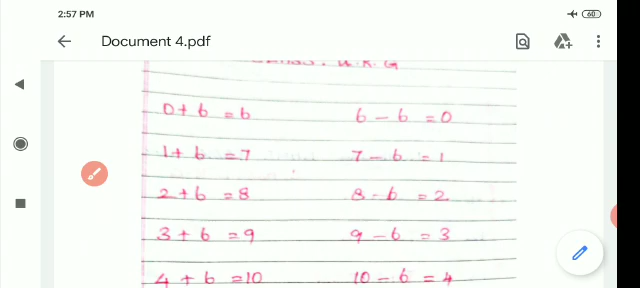 2:57 PM
60
Document 4.pdf
U.K.G
0 + 6 = 6 6 - 6 = 0
1 + 6 = 7 7 - 6 = 1
2 + 6 = 8 8 - 6 = 2
3 + 6 = 9 9 - 6 = 3
4 + 6 = 10 10 - 6 = 4